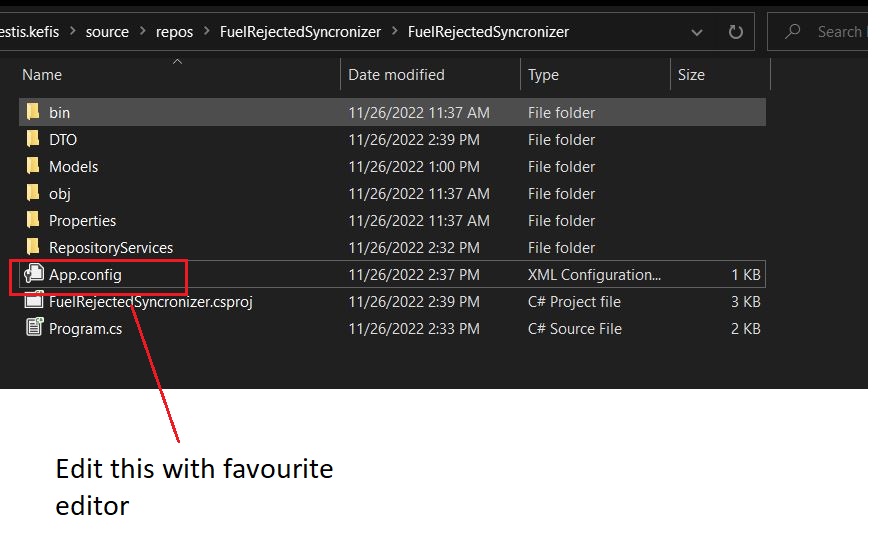 estis.kefis > source > repos > FuelRejectedSyncronizer > FuelRejectedSyncronizer Search
Name Date modified Type Size
bin 11/26/2022 11:37 AM File folder
DTO 11/26/2022 2:39 PM File folder
Models 11/26/2022 1:00 PM File folder
obj 11/26/2022 11:37 AM File folder
Properties 11/26/2022 11:37 AM File folder
RepositoryServices 11/26/2022 2:32 PM File folder
App.config 11/26/2022 2:37 PM XML Configuration... 1 KB
FuelRejectedSyncronizer.csproj 11/26/2022 2:39 PM C# Project file 3 KB
Program.cs 11/26/2022 2:33 PM C# Source File 2 KB
Edit this with favourite
editor